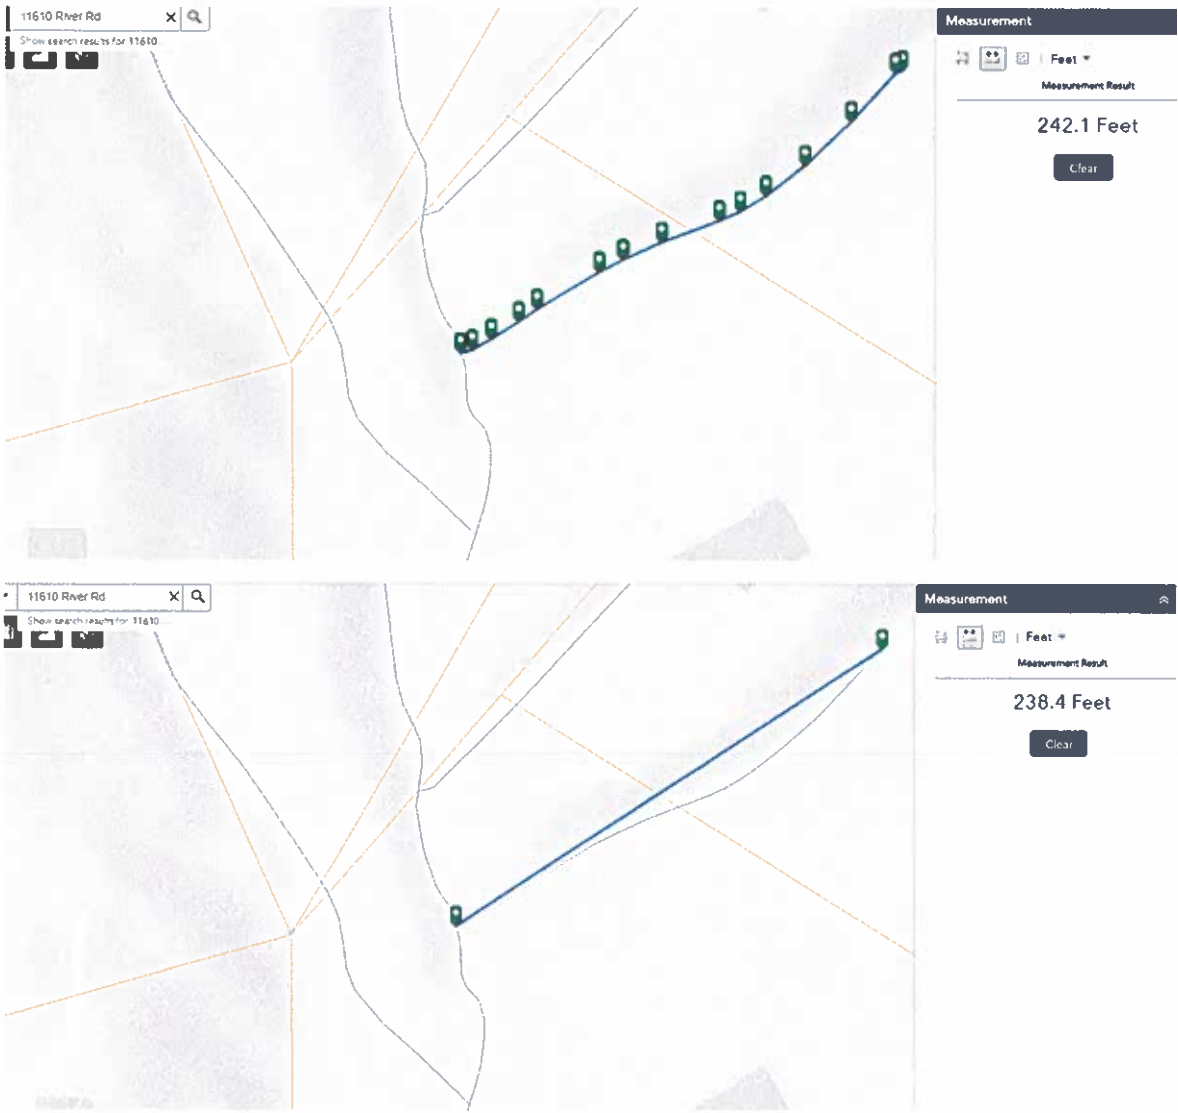 11610 River Rd
Show search results for 11610
Measurement
Feet
Measurement Result
242.1 Feet
Clear
11610 River Rd
Show search results for 11610
Measurement
Feet
Measurement Result
238.4 Feet
Clear